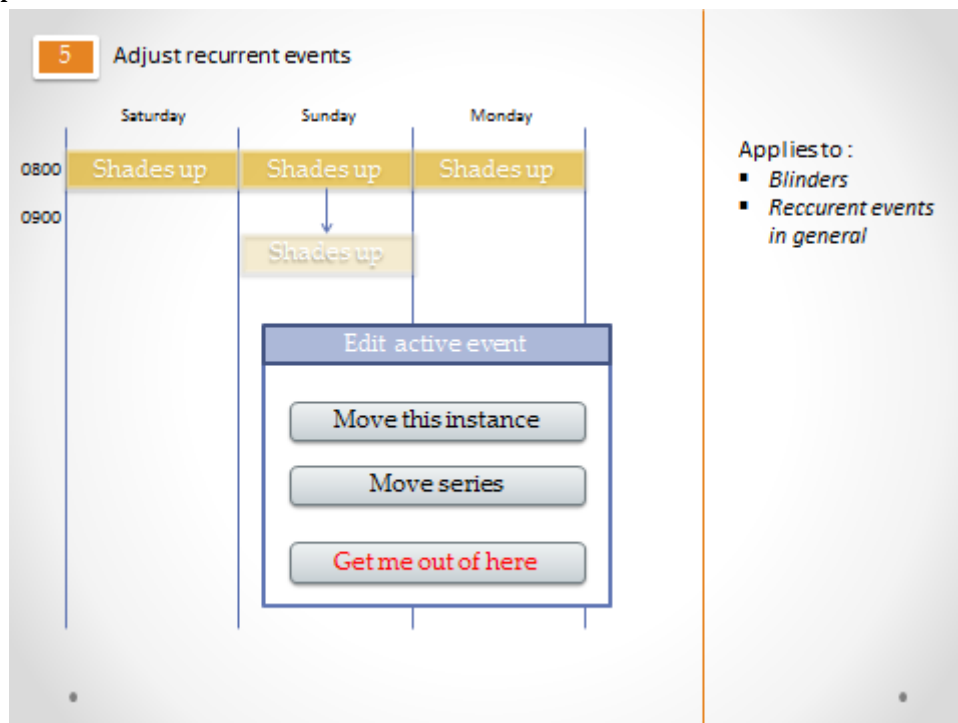 5 Adjust recurrent events
Saturday Sunday Monday
0800 Shades up Shades up Shades up
0900
Shades up
Edit active event
Move this instance
Move series
Get me out of here
Applies to :
▪ Blinders
▪ Reccurent events
in general